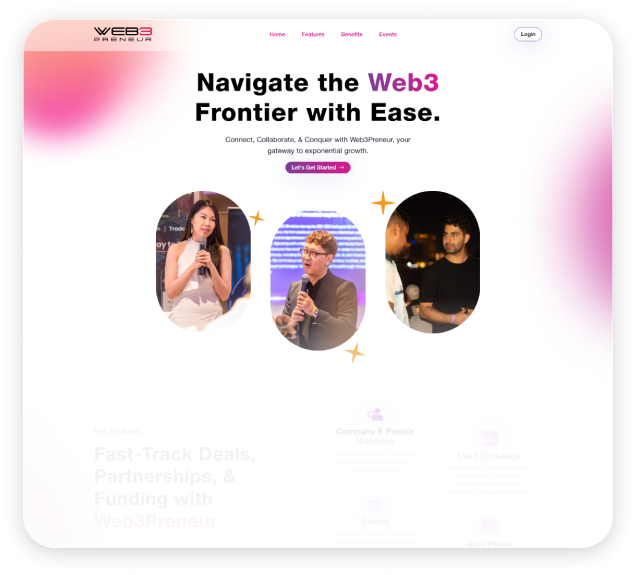 WEB3
PRENEUR
Home Features Benefits Events
Login
Navigate the Web3
Frontier with Ease.
Connect, Collaborate, & Conquer with Web3Preneur, your
gateway to exponential growth.
Let's Get Started →
Key Features
Fast-Track Deals,
Partnerships, &
Funding with
Web3Preneur
Company & People
Matching
Lead Exchange
Events